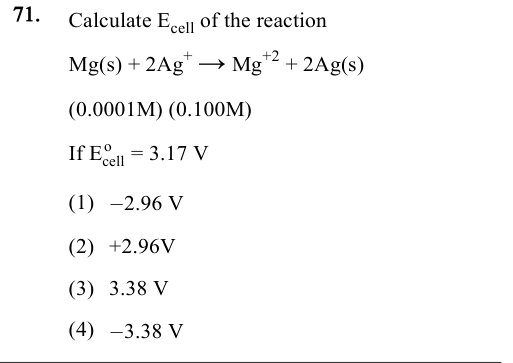 71. Calculate E_cell of the reaction
Mg(s) + 2Ag⁺ ⟶ Mg⁺² + 2Ag(s)
(0.0001M) (0.100M)
If E°_cell = 3.17 V
(1) –2.96 V
(2) +2.96V
(3) 3.38 V
(4) –3.38 V